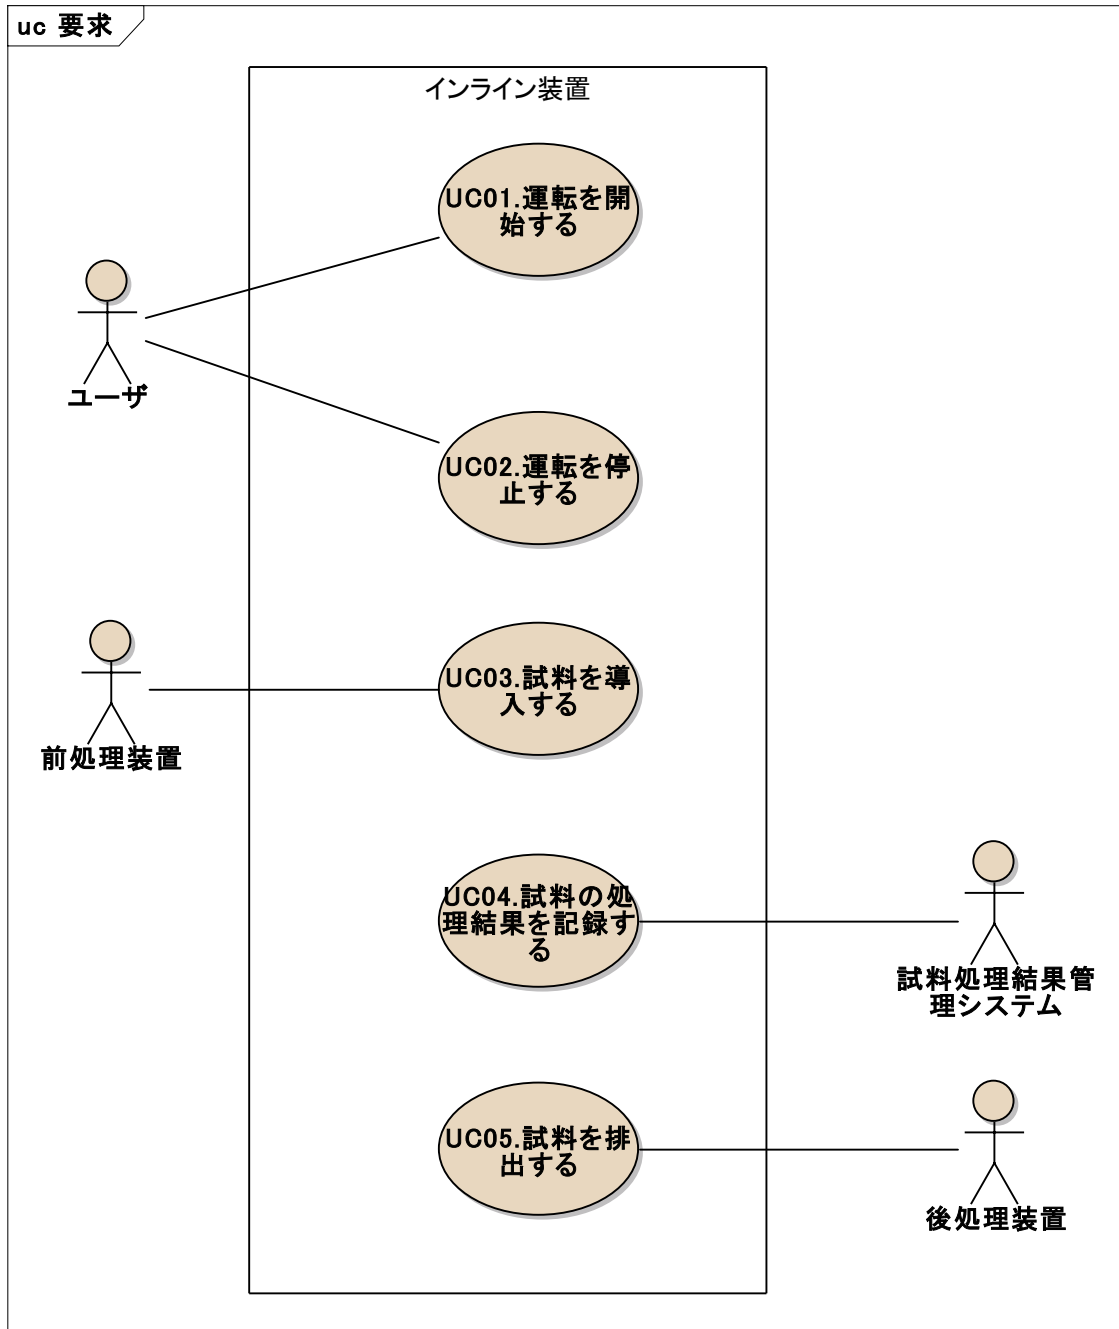 uc 要求
インライン装置
UC01.運転を開
始する
ユーザ
UC02.運転を停
止する
UC03.試料を導
入する
前処理装置
UC04.試料の処
理結果を記録す
る
試料処理結果管
理システム
UC05.試料を排
出する
後処理装置